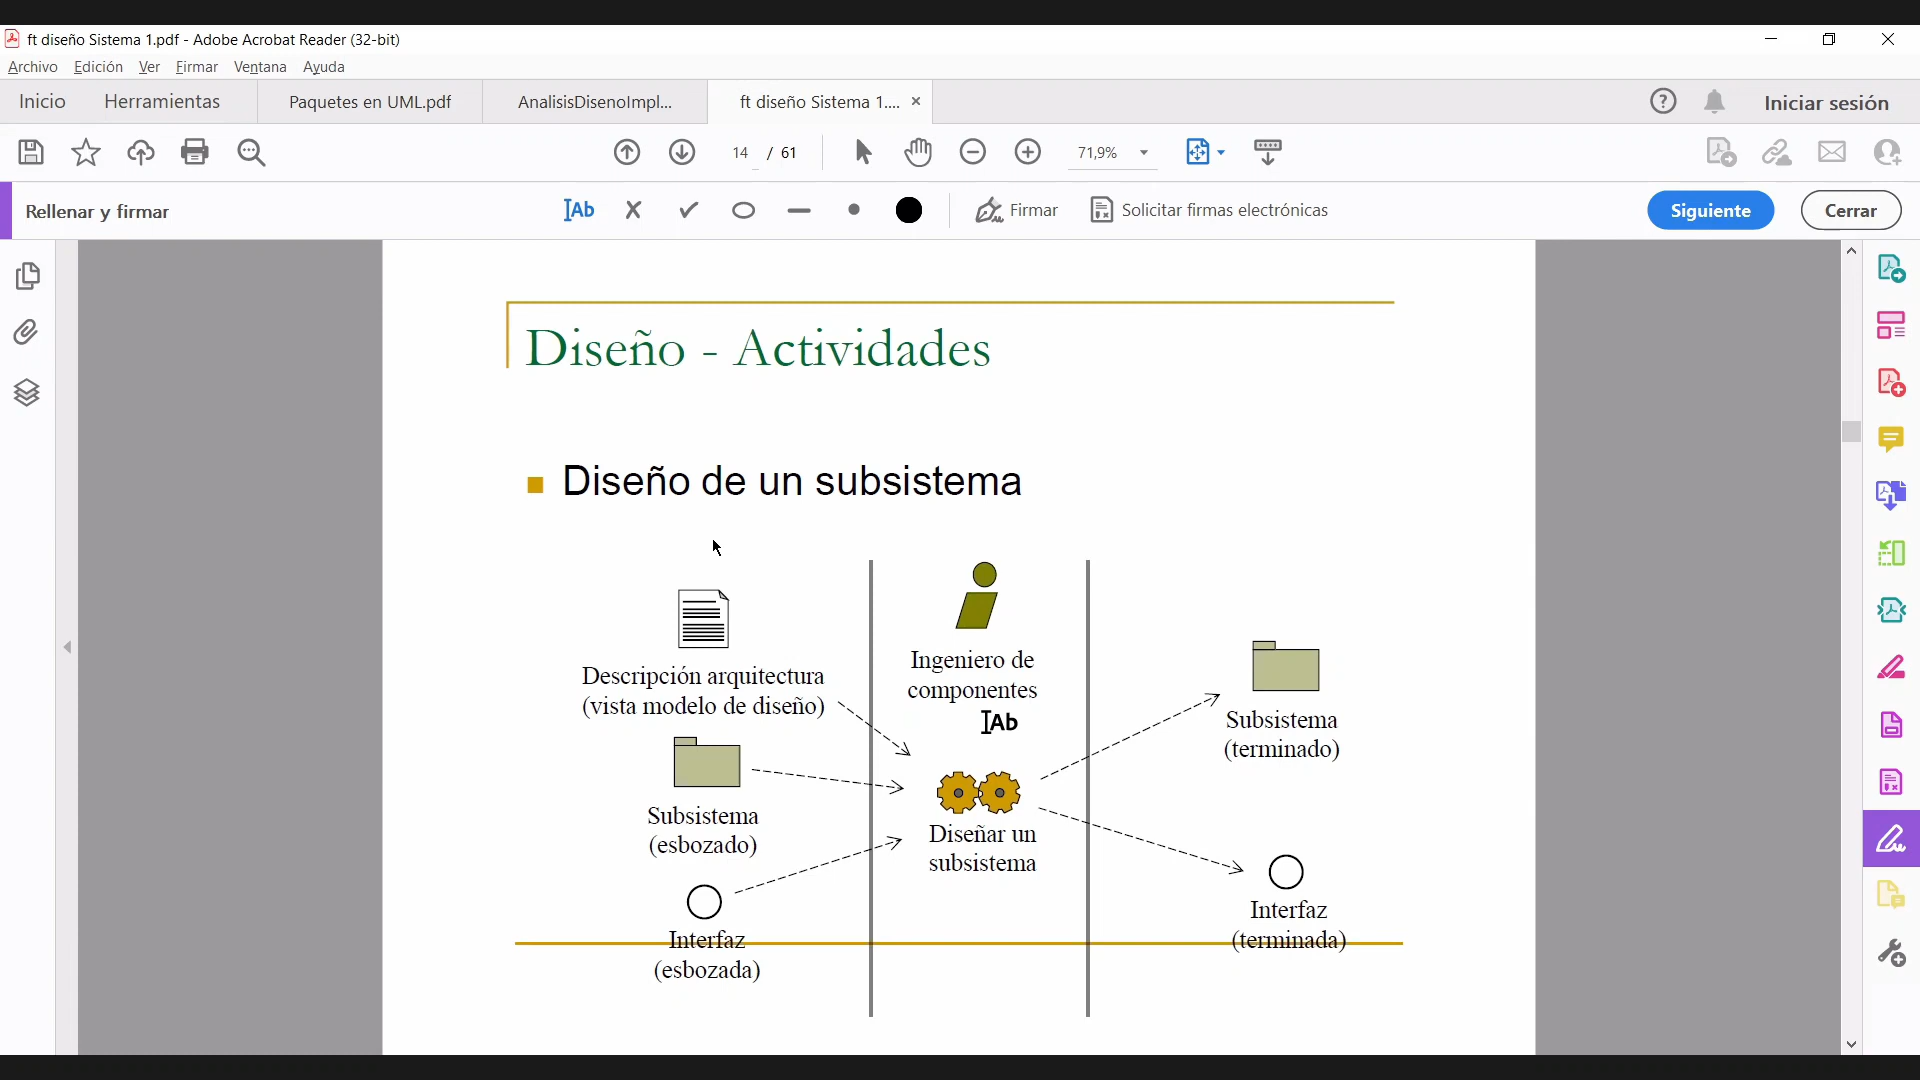 ft diseño Sistema 1.pdf - Adobe Acrobat Reader (32-bit)
Archivo Edición Ver Firmar Ventana Ayuda
Inicio Herramientas Paquetes en UML.pdf AnalisisDisenoImpl... ft diseño Sistema 1.... × Iniciar sesión
14 / 61 71,9%
Rellenar y firmar Ab Firmar Solicitar firmas electrónicas Siguiente Cerrar
Diseño - Actividades
Diseño de un subsistema
Descripción arquitectura
(vista modelo de diseño)
Subsistema
(esbozado)
Interfaz
(esbozada)
Ingeniero de
componentes
Ab
Diseñar un
subsistema
Subsistema
(terminado)
Interfaz
(terminada)